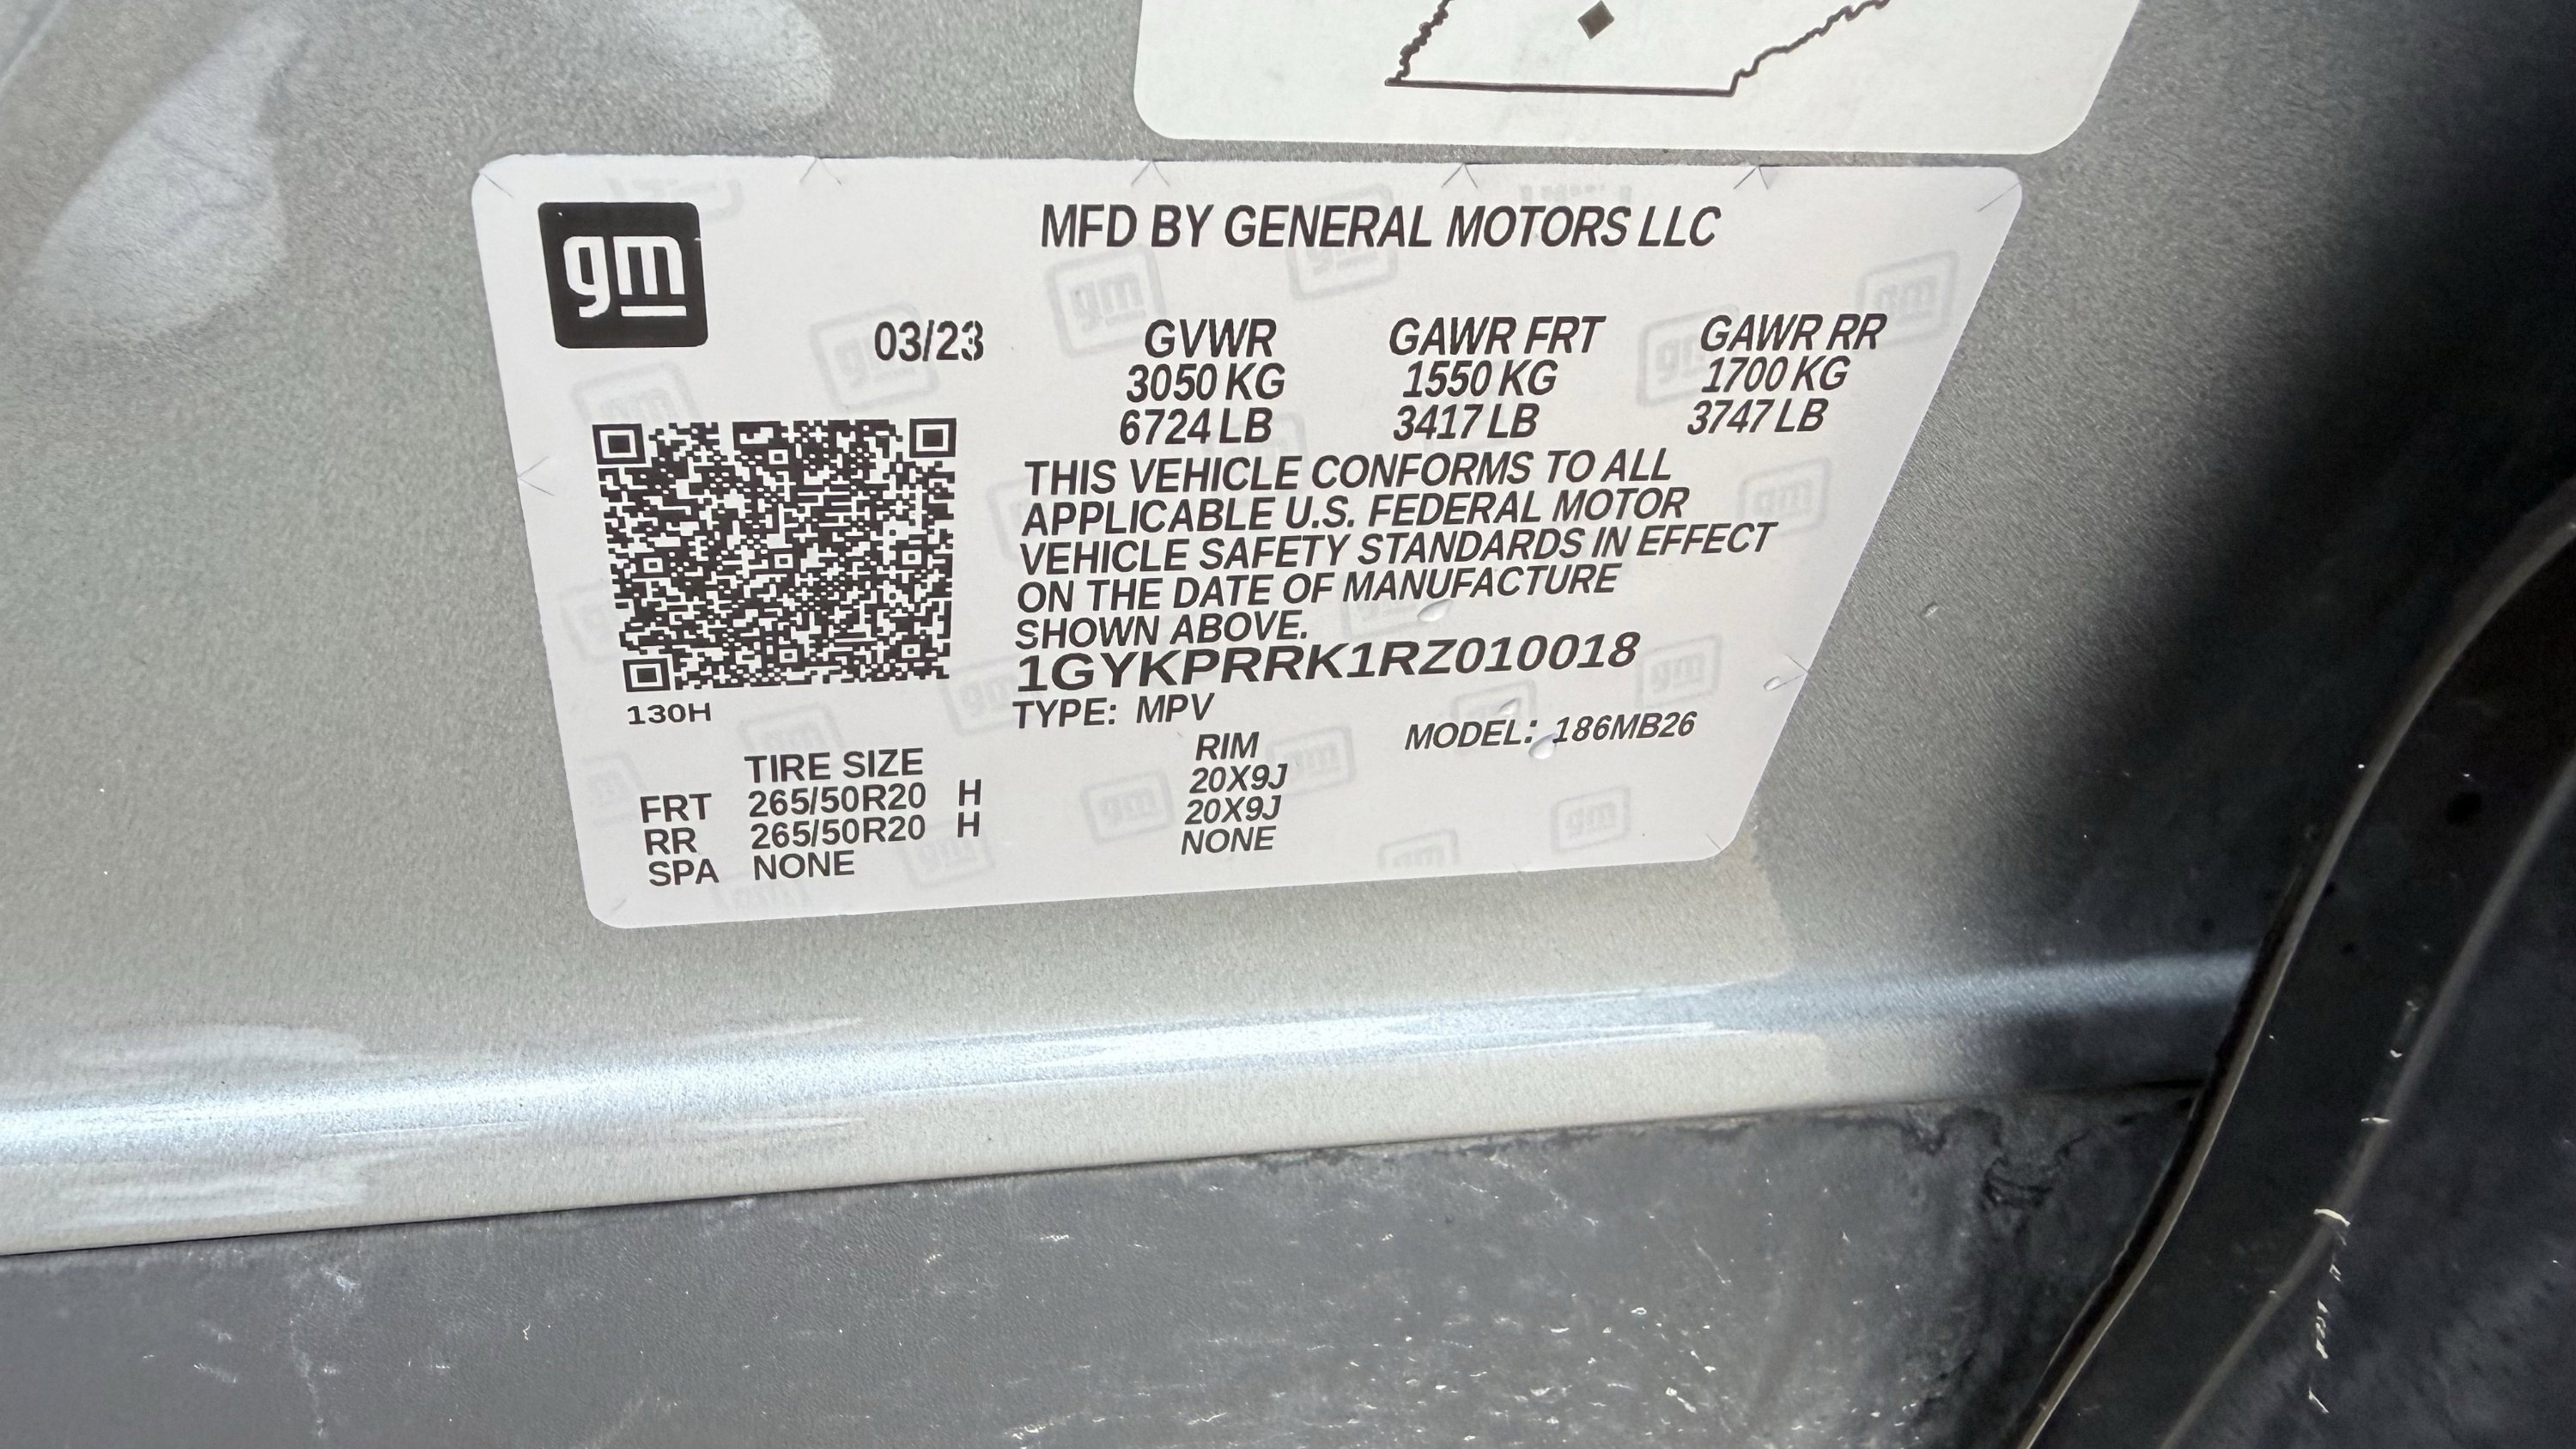 gm
MFD BY GENERAL MOTORS LLC
03/23 GVWR GAWR FRT GAWR RR
3050 KG 1550 KG 1700 KG
6724 LB 3417 LB 3747 LB
THIS VEHICLE CONFORMS TO ALL
APPLICABLE U.S. FEDERAL MOTOR
VEHICLE SAFETY STANDARDS IN EFFECT
ON THE DATE OF MANUFACTURE
SHOWN ABOVE.
1GYKPRRK1RZ010018
130H
TYPE: MPV MODEL: 186MB26
TIRE SIZE RIM
FRT 265/50R20 H 20X9J
RR 265/50R20 H 20X9J
SPA NONE NONE